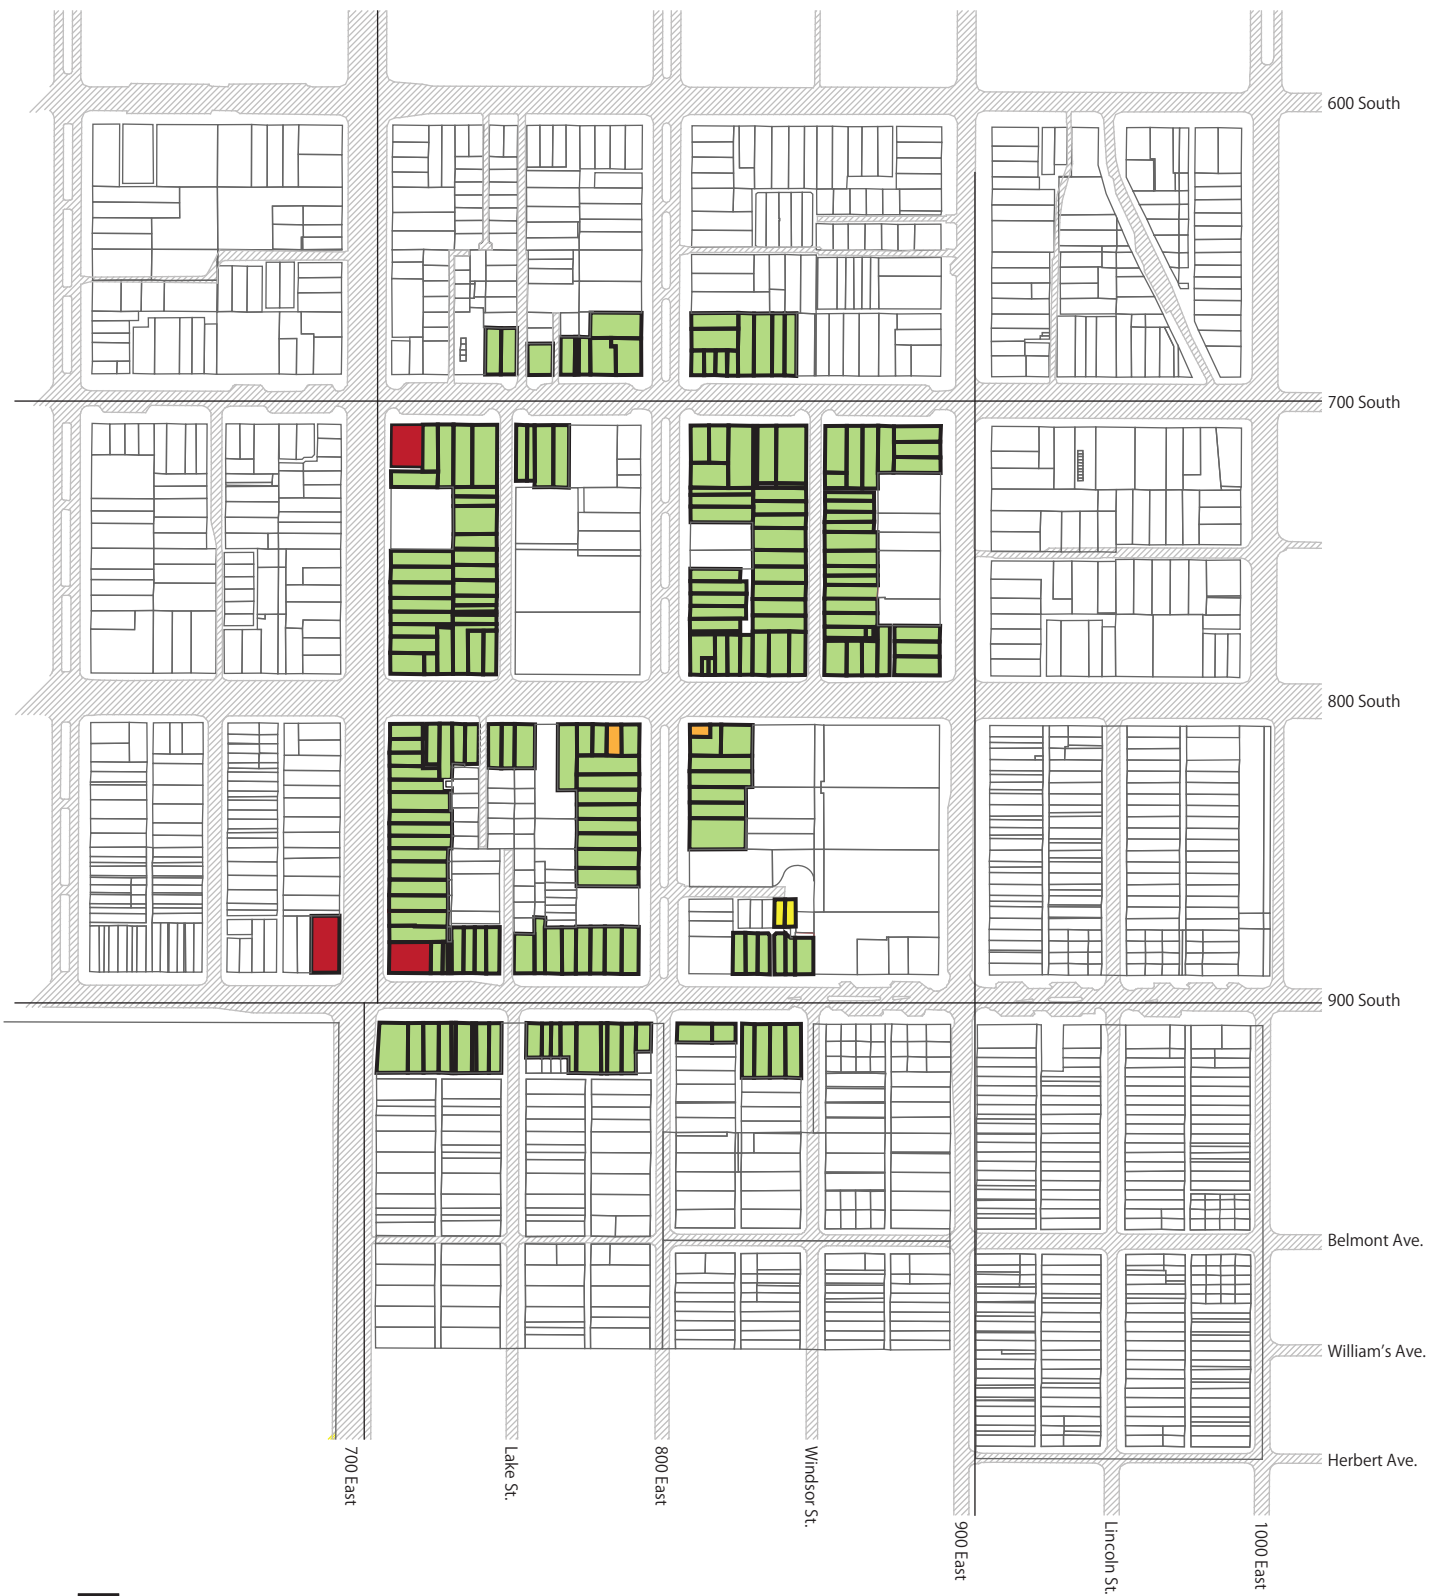 600 South
700 South
800 South
900 South
Belmont Ave.
William's Ave.
Herbert Ave.
700 East
Lake St.
800 East
Windsor St.
900 East
Lincoln St.
1000 East